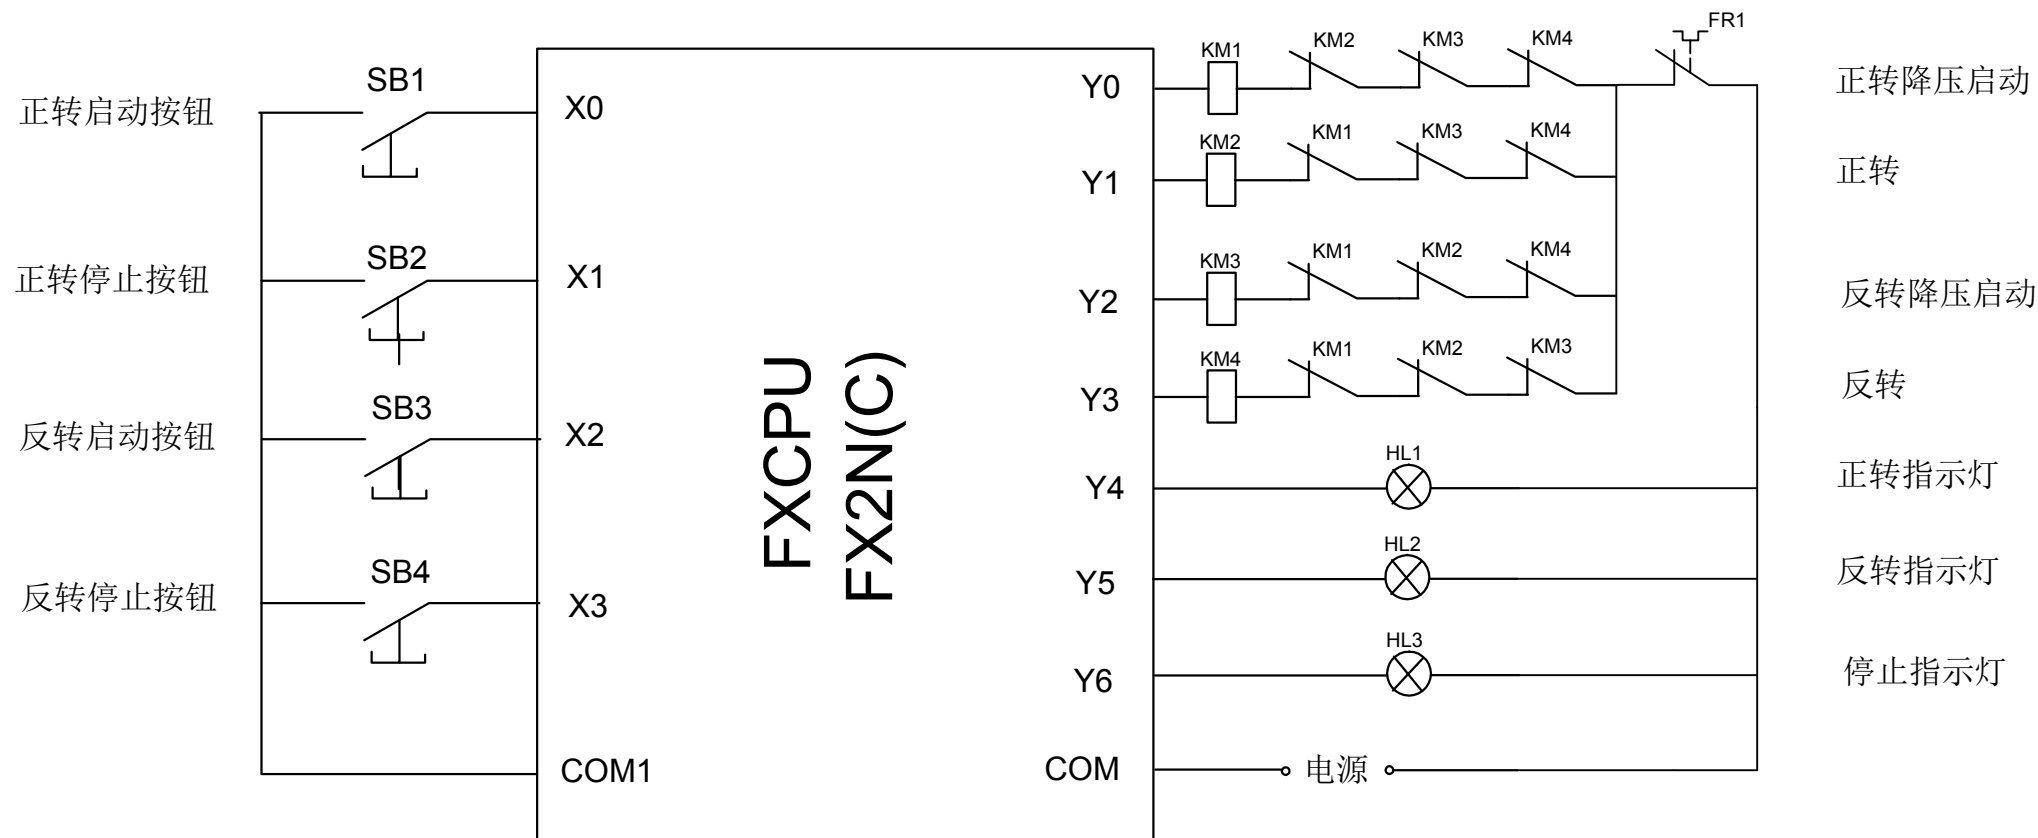 正转启动按钮 SB1 X0
正转停止按钮 SB2 X1
反转启动按钮 SB3 X2
反转停止按钮 SB4 X3
COM1
FXCPU
FX2N(C)
Y0 KM1 KM2 KM3 KM4 FR1 正转降压启动
Y1 KM2 KM1 KM3 KM4 正转
Y2 KM3 KM1 KM2 KM4 反转降压启动
Y3 KM4 KM1 KM2 KM3 反转
Y4 HL1 正转指示灯
Y5 HL2 反转指示灯
Y6 HL3 停止指示灯
COM 电源